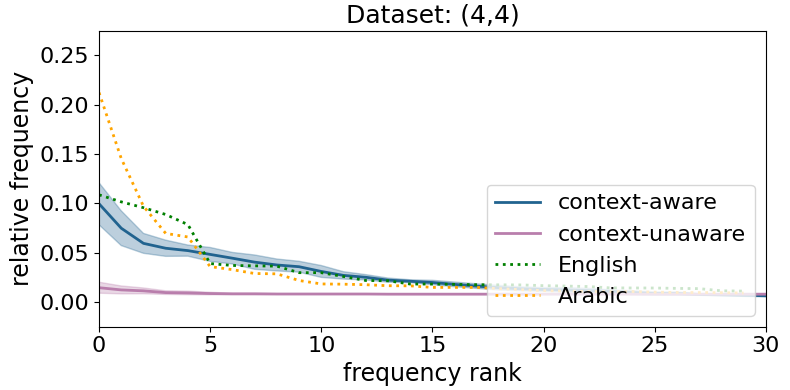 Dataset: (4,4)
relative frequency
0.25
0.20
0.15
0.10
0.05
0.00
context-aware
context-unaware
English
Arabic
0 5 10 15 20 25 30
frequency rank